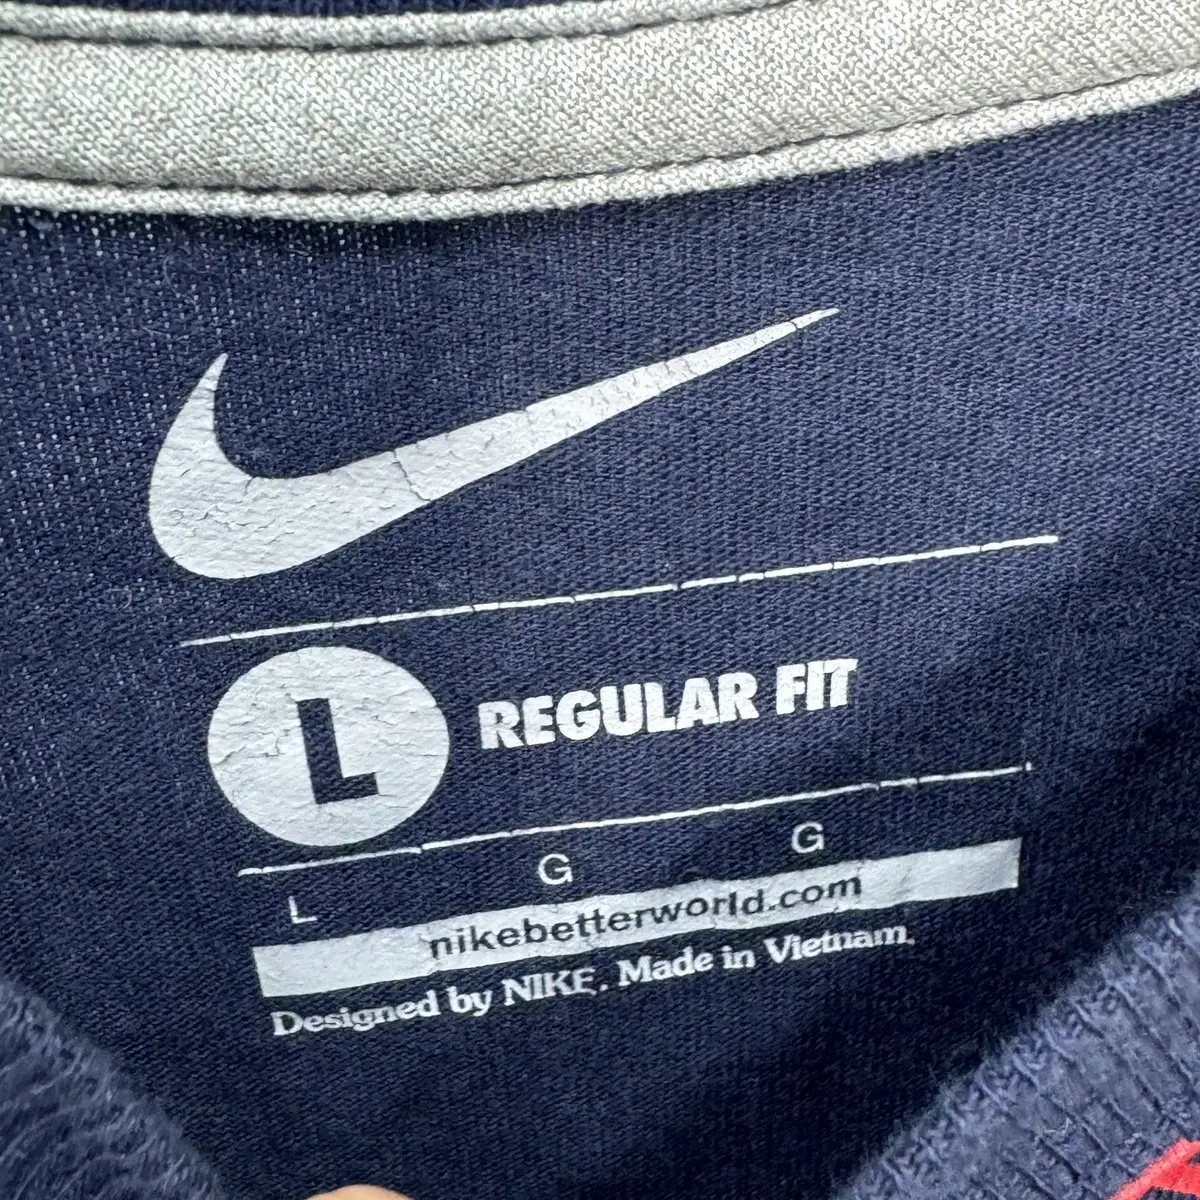 L REGULAR FIT
L G G
nikebetterworld.com
Designed by NIKE. Made in Vietnam.